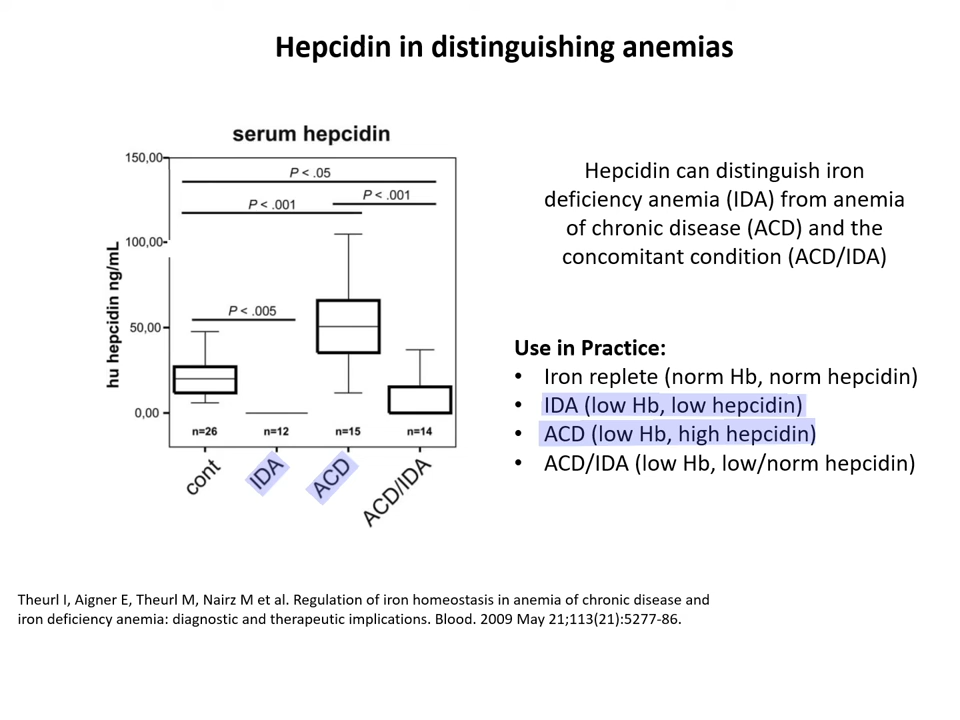 Hepcidin in distinguishing anemias
serum hepcidin
150,00
100,00
50,00
0,00
hu hepcidin ng/mL
P < .05
P < .001
P < .001
P < .005
n=26
n=12
n=15
n=14
cont
IDA
ACD
ACD/IDA
Hepcidin can distinguish iron
deficiency anemia (IDA) from anemia
of chronic disease (ACD) and the
concomitant condition (ACD/IDA)
Use in Practice:
• Iron replete (norm Hb, norm hepcidin)
• IDA (low Hb, low hepcidin)
• ACD (low Hb, high hepcidin)
• ACD/IDA (low Hb, low/norm hepcidin)
Theurl I, Aigner E, Theurl M, Nairz M et al. Regulation of iron homeostasis in anemia of chronic disease and
iron deficiency anemia: diagnostic and therapeutic implications. Blood. 2009 May 21;113(21):5277-86.